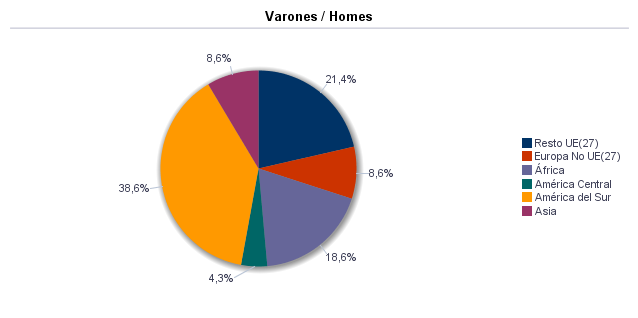 Varones / Homes
8,6%
21,4%
8,6%
38,6%
18,6%
4,3%
Resto UE(27)
Europa No UE(27)
África
América Central
América del Sur
Asia